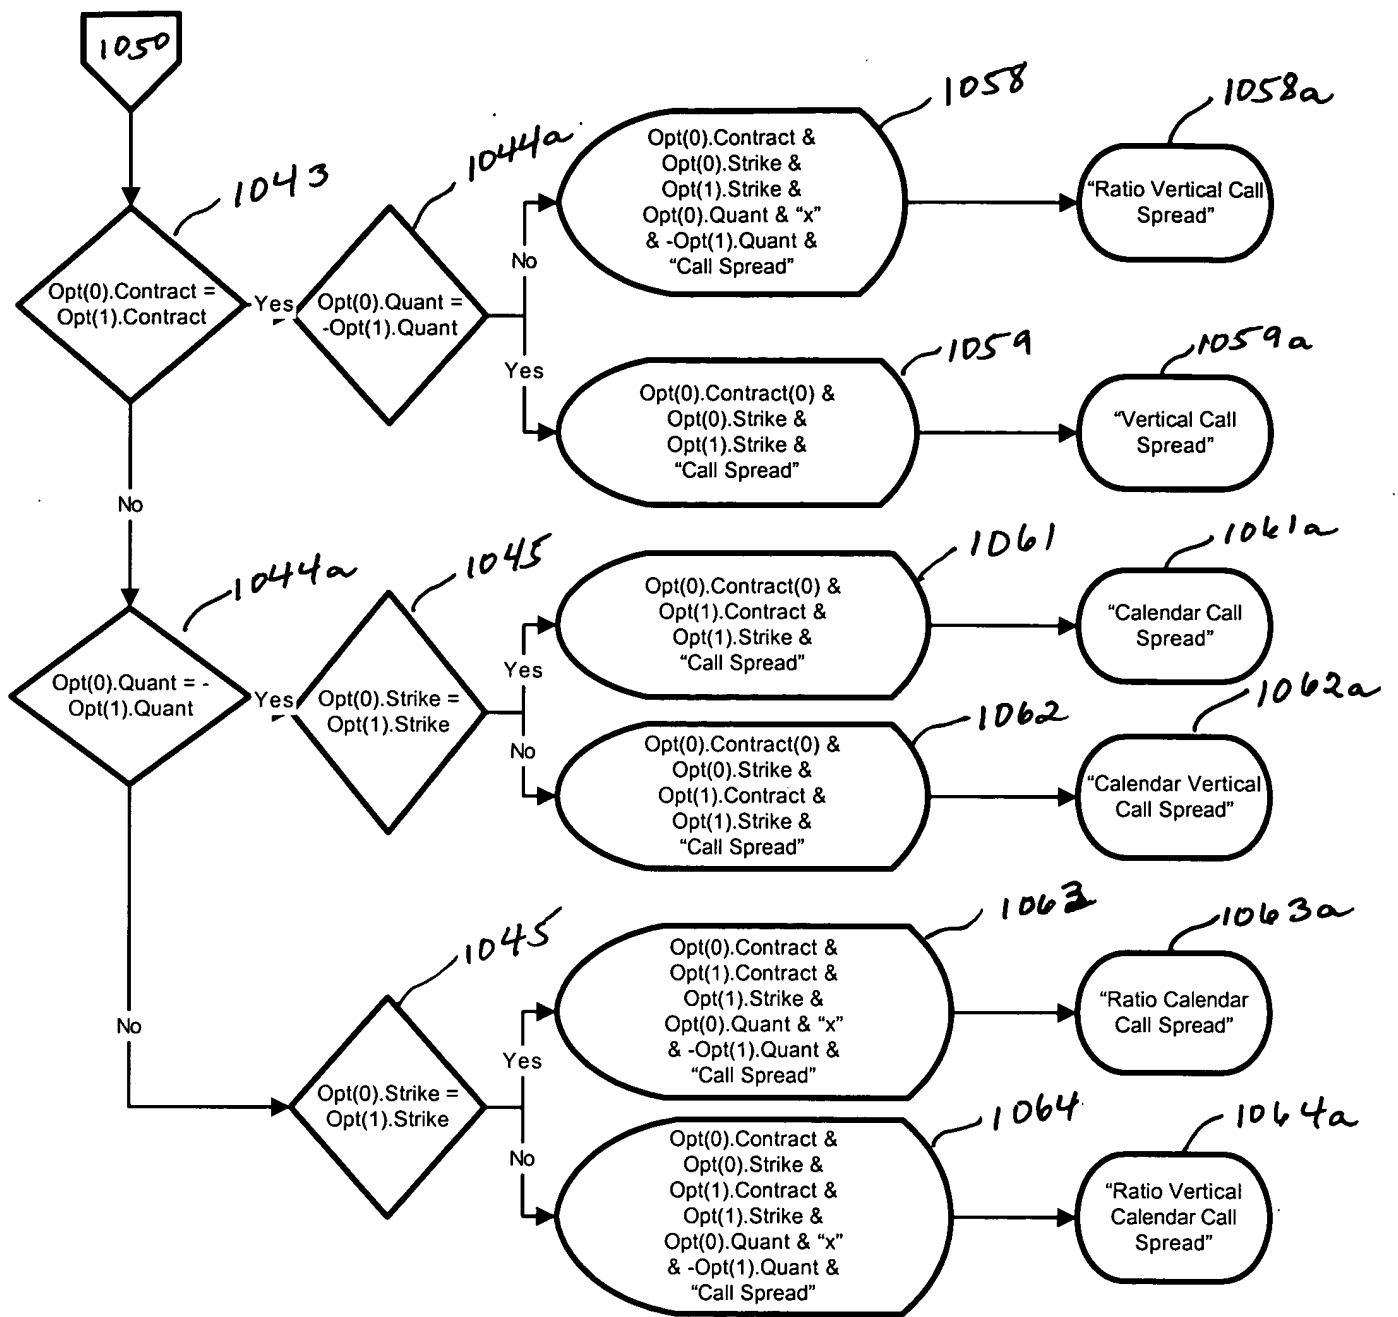 1050
1043
Opt(0).Contract =
Opt(1).Contract
Yes
1044a
Opt(0).Quant =
-Opt(1).Quant
No
1058
Opt(0).Contract &
Opt(0).Strike &
Opt(1).Strike &
Opt(0).Quant & “x”
& -Opt(1).Quant &
“Call Spread”
1058a
“Ratio Vertical Call
Spread”
Yes
1059
Opt(0).Contract(0) &
Opt(0).Strike &
Opt(1).Strike &
“Call Spread”
1059a
“Vertical Call
Spread”
No
1044a
Opt(0).Quant = -
Opt(1).Quant
Yes
1045
Opt(0).Strike =
Opt(1).Strike
Yes
1061
Opt(0).Contract(0) &
Opt(1).Contract &
Opt(1).Strike &
“Call Spread”
1061a
“Calendar Call
Spread”
No
1062
Opt(0).Contract(0) &
Opt(0).Strike &
Opt(1).Contract &
Opt(1).Strike &
“Call Spread”
1062a
“Calendar Vertical
Call Spread”
No
1045
Opt(0).Strike =
Opt(1).Strike
Yes
1063
Opt(0).Contract &
Opt(1).Contract &
Opt(1).Strike &
Opt(0).Quant & “x”
& -Opt(1).Quant &
“Call Spread”
1063a
“Ratio Calendar
Call Spread”
No
1064
Opt(0).Contract &
Opt(0).Strike &
Opt(1).Contract &
Opt(1).Strike &
Opt(0).Quant & “x”
& -Opt(1).Quant &
“Call Spread”
1064a
“Ratio Vertical
Calendar Call
Spread”